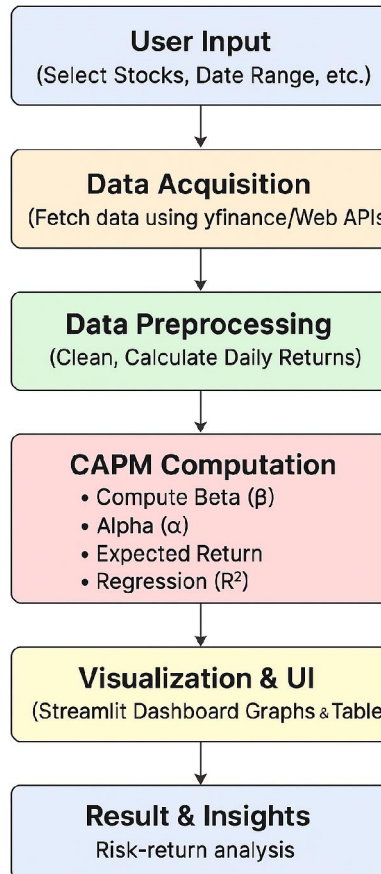 User Input
(Select Stocks, Date Range, etc.)
Data Acquisition
(Fetch data using yfinance/Web APIs
Data Preprocessing
(Clean, Calculate Daily Returns)
CAPM Computation
• Compute Beta (β)
• Alpha (α)
• Expected Return
• Regression (R²)
Visualization & UI
(Streamlit Dashboard Graphs & Table
Result & Insights
Risk-return analysis